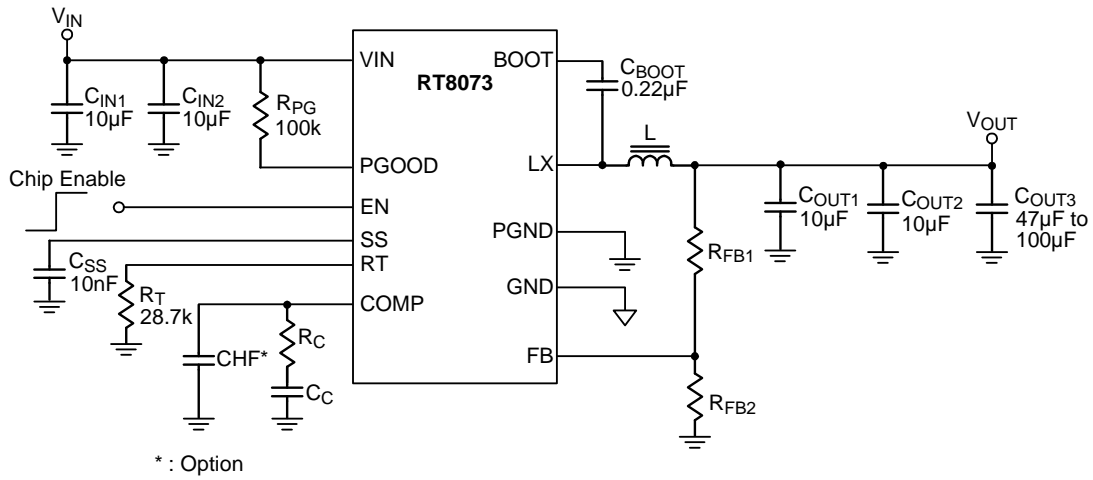 VIN
CIN1
10µF
CIN2
10µF
RPG
100k
Chip Enable
CSS
10nF
RT
28.7k
CHF*
RC
CC
VIN
PGOOD
EN
SS
RT
COMP
RT8073
BOOT
LX
PGND
GND
FB
CBOOT
0.22µF
L
VOUT
COUT1
10µF
COUT2
10µF
COUT3
47µF to
100µF
RFB1
RFB2
* : Option